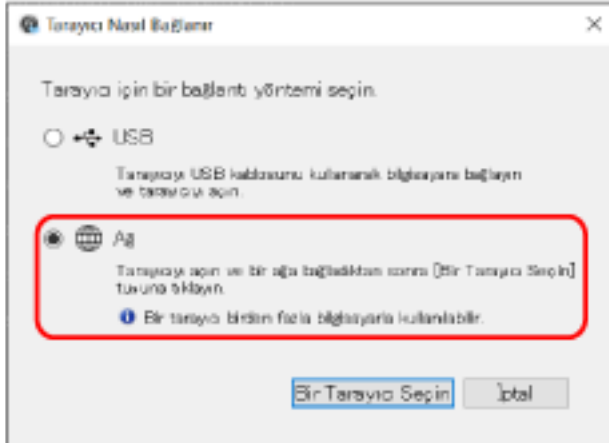 Tarayıcı Nasıl Bağlanır
Tarayıcı için bir bağlantı yöntemi seçin.
USB
Tarayıcıyı USB kablosunu kullanarak bilgisayara bağlayın
ve tarayıcıyı açın.
Ağ
Tarayıcıyı açın ve bir ağa bağladıktan sonra [Bir Tarayıcı Seçin]
tuşuna tıklayın.
Bir tarayıcı birden fazla bilgisayarla kullanılabilir.
Bir Tarayıcı Seçin
İptal